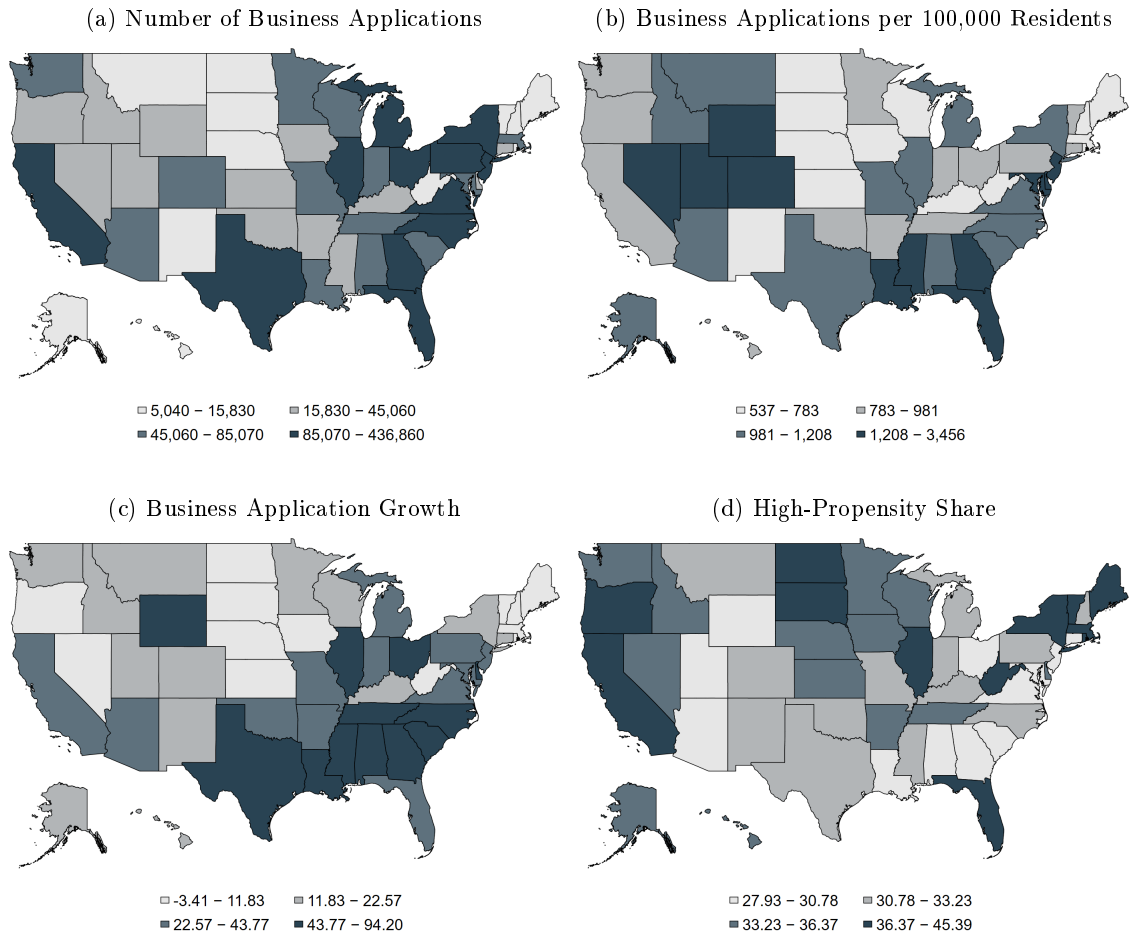 (a) Number of Business Applications
(b) Business Applications per 100,000 Residents
5,040 − 15,830
15,830 − 45,060
45,060 − 85,070
85,070 − 436,860
537 − 783
783 − 981
981 − 1,208
1,208 − 3,456
(c) Business Application Growth
(d) High-Propensity Share
-3.41 − 11.83
11.83 − 22.57
22.57 − 43.77
43.77 − 94.20
27.93 − 30.78
30.78 − 33.23
33.23 − 36.37
36.37 − 45.39